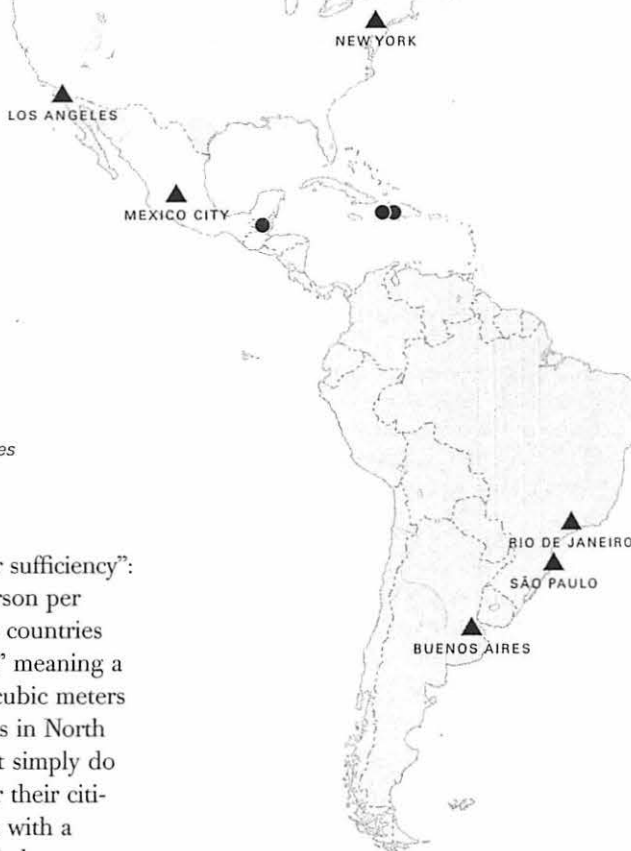 NEW YORK
LOS ANGELES
MEXICO CITY
es
RIO DE JANEIRO
SÃO PAULO
BUENOS AIRES
r sufficiency”:
rson per
countries
” meaning a
cubic meters
s in North
t simply do
r their citi-
with a